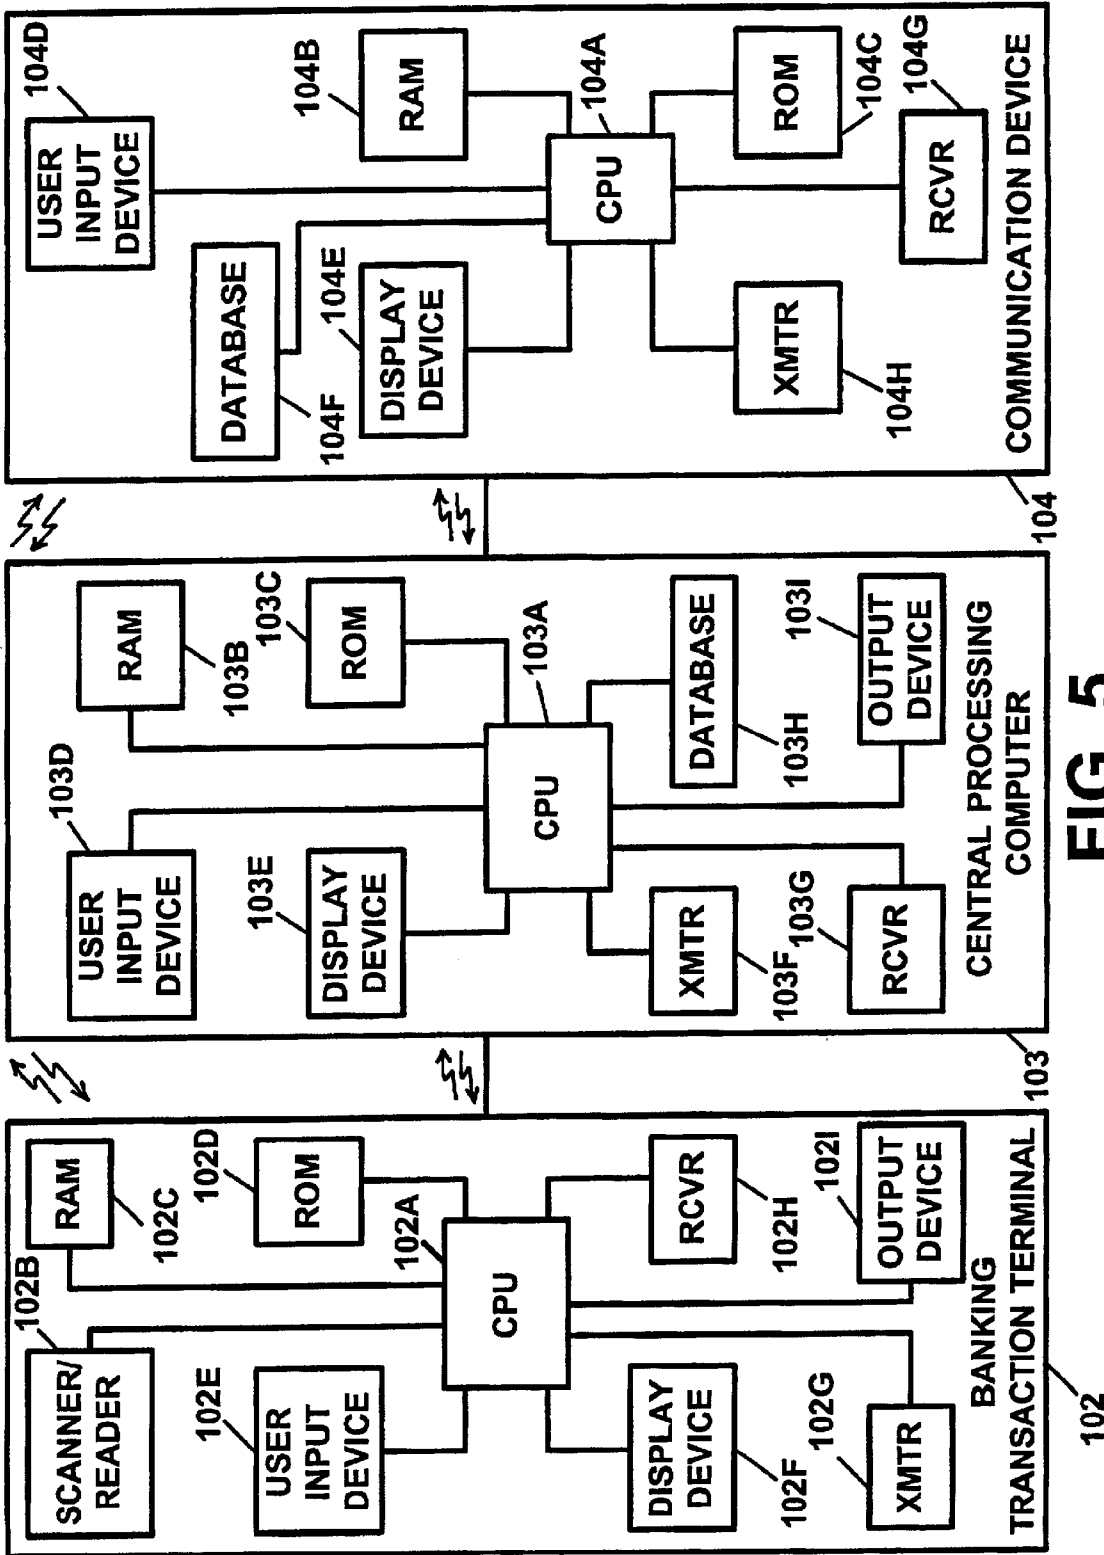 102B
SCANNER/
READER
RAM
102C
102E
USER
INPUT
DEVICE
102D
ROM
102A
CPU
DISPLAY
DEVICE
102F
RCVR
102H
102G
XMTR
102I
OUTPUT
DEVICE
BANKING
TRANSACTION TERMINAL
102
103D
USER
INPUT
DEVICE
RAM
103B
103E
DISPLAY
DEVICE
103C
ROM
103A
CPU
XMTR
103F
DATABASE
103H
103G
RCVR
103I
OUTPUT
DEVICE
CENTRAL PROCESSING
COMPUTER
103
104D
USER
INPUT
DEVICE
DATABASE
104F
104E
DISPLAY
DEVICE
104B
RAM
104A
CPU
XMTR
104H
ROM
104C
104G
RCVR
COMMUNICATION DEVICE
104
FIG 5